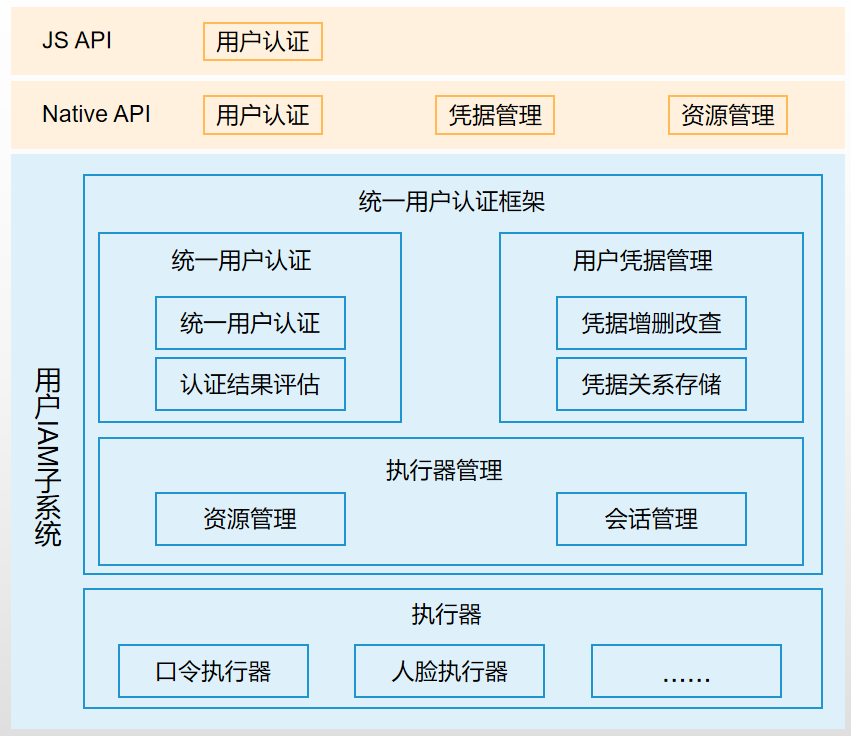 JS API
用户认证
Native API
用户认证
凭据管理
资源管理
用户IAM子系统
统一用户认证框架
统一用户认证
用户凭据管理
统一用户认证
凭据增删改查
认证结果评估
凭据关系存储
执行器管理
资源管理
会话管理
执行器
口令执行器
人脸执行器
……